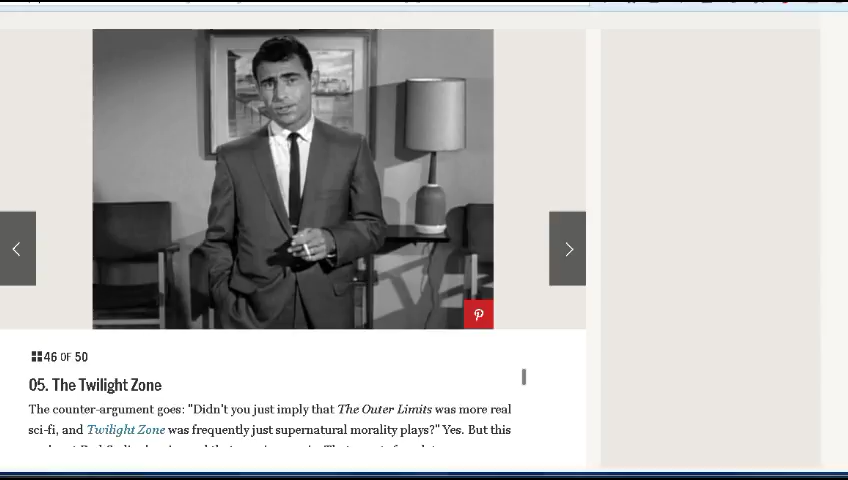 46 OF 50
05. The Twilight Zone
The counter-argument goes: "Didn't you just imply that The Outer Limits was more real
sci-fi, and Twilight Zone was frequently just supernatural morality plays?" Yes. But this